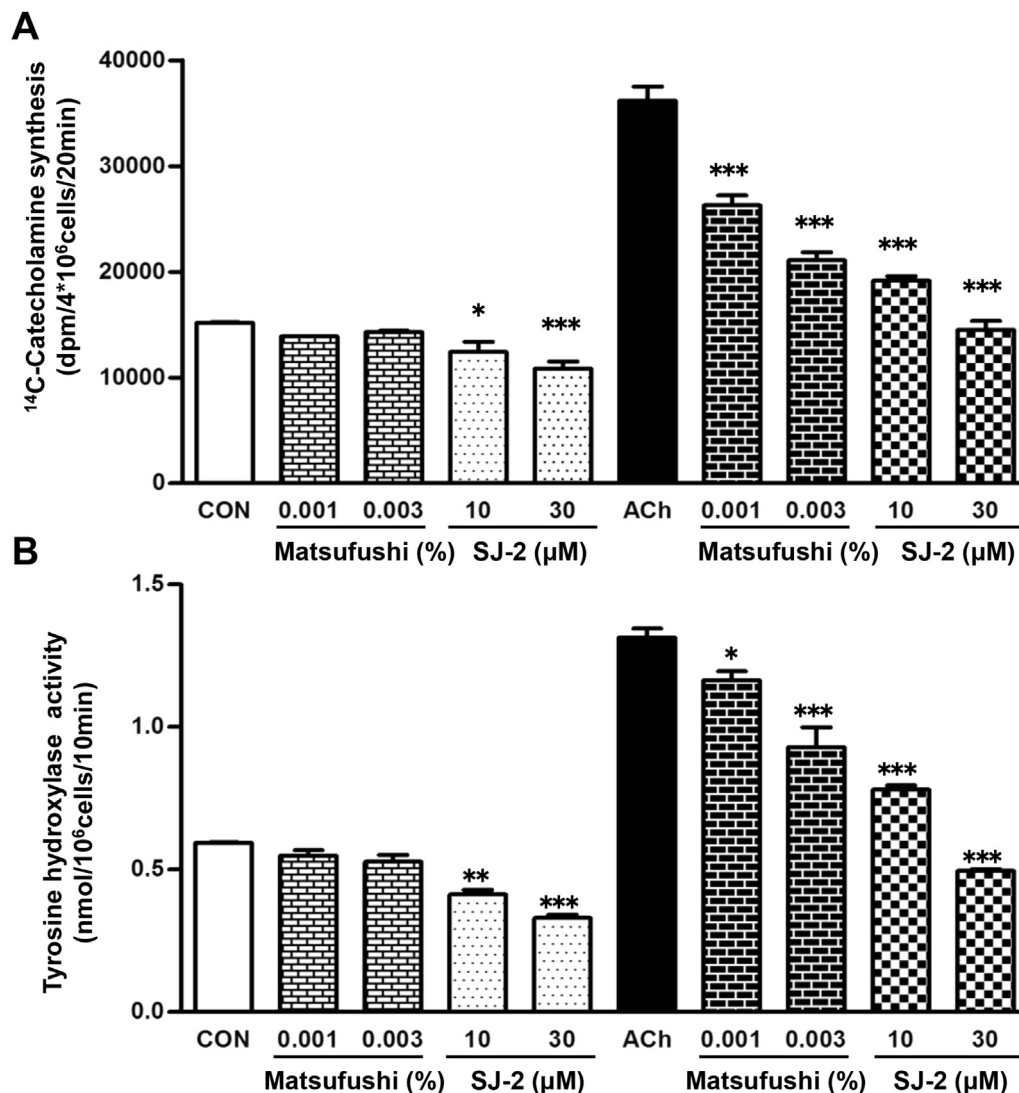 A
¹⁴C-Catecholamine synthesis
(dpm/4*10⁶cells/20min)
40000
30000
20000
10000
0
*
***
***
***
***
***
CON 0.001 0.003 10 30 ACh 0.001 0.003 10 30
Matsufushi (%) SJ-2 (μM) Matsufushi (%) SJ-2 (μM)
B
Tyrosine hydroxylase activity
(nmol/10⁶cells/10min)
1.5
1.0
0.5
0.0
**
***
*
***
***
***
CON 0.001 0.003 10 30 ACh 0.001 0.003 10 30
Matsufushi (%) SJ-2 (μM) Matsufushi (%) SJ-2 (μM)